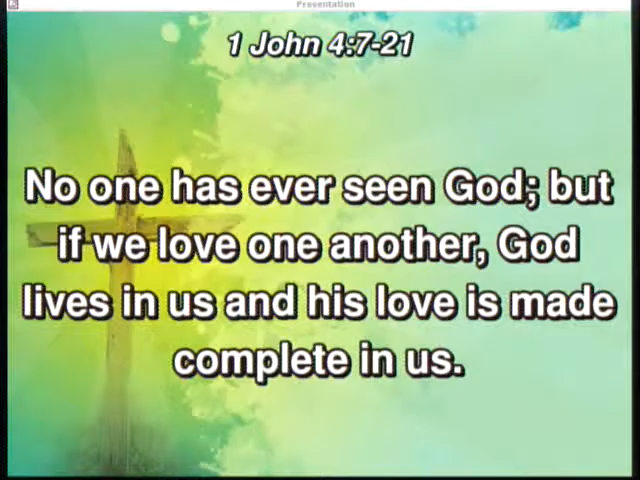 Presentation
1 John 4:7-21
No one has ever seen God; but
if we love one another, God
lives in us and his love is made
complete in us.